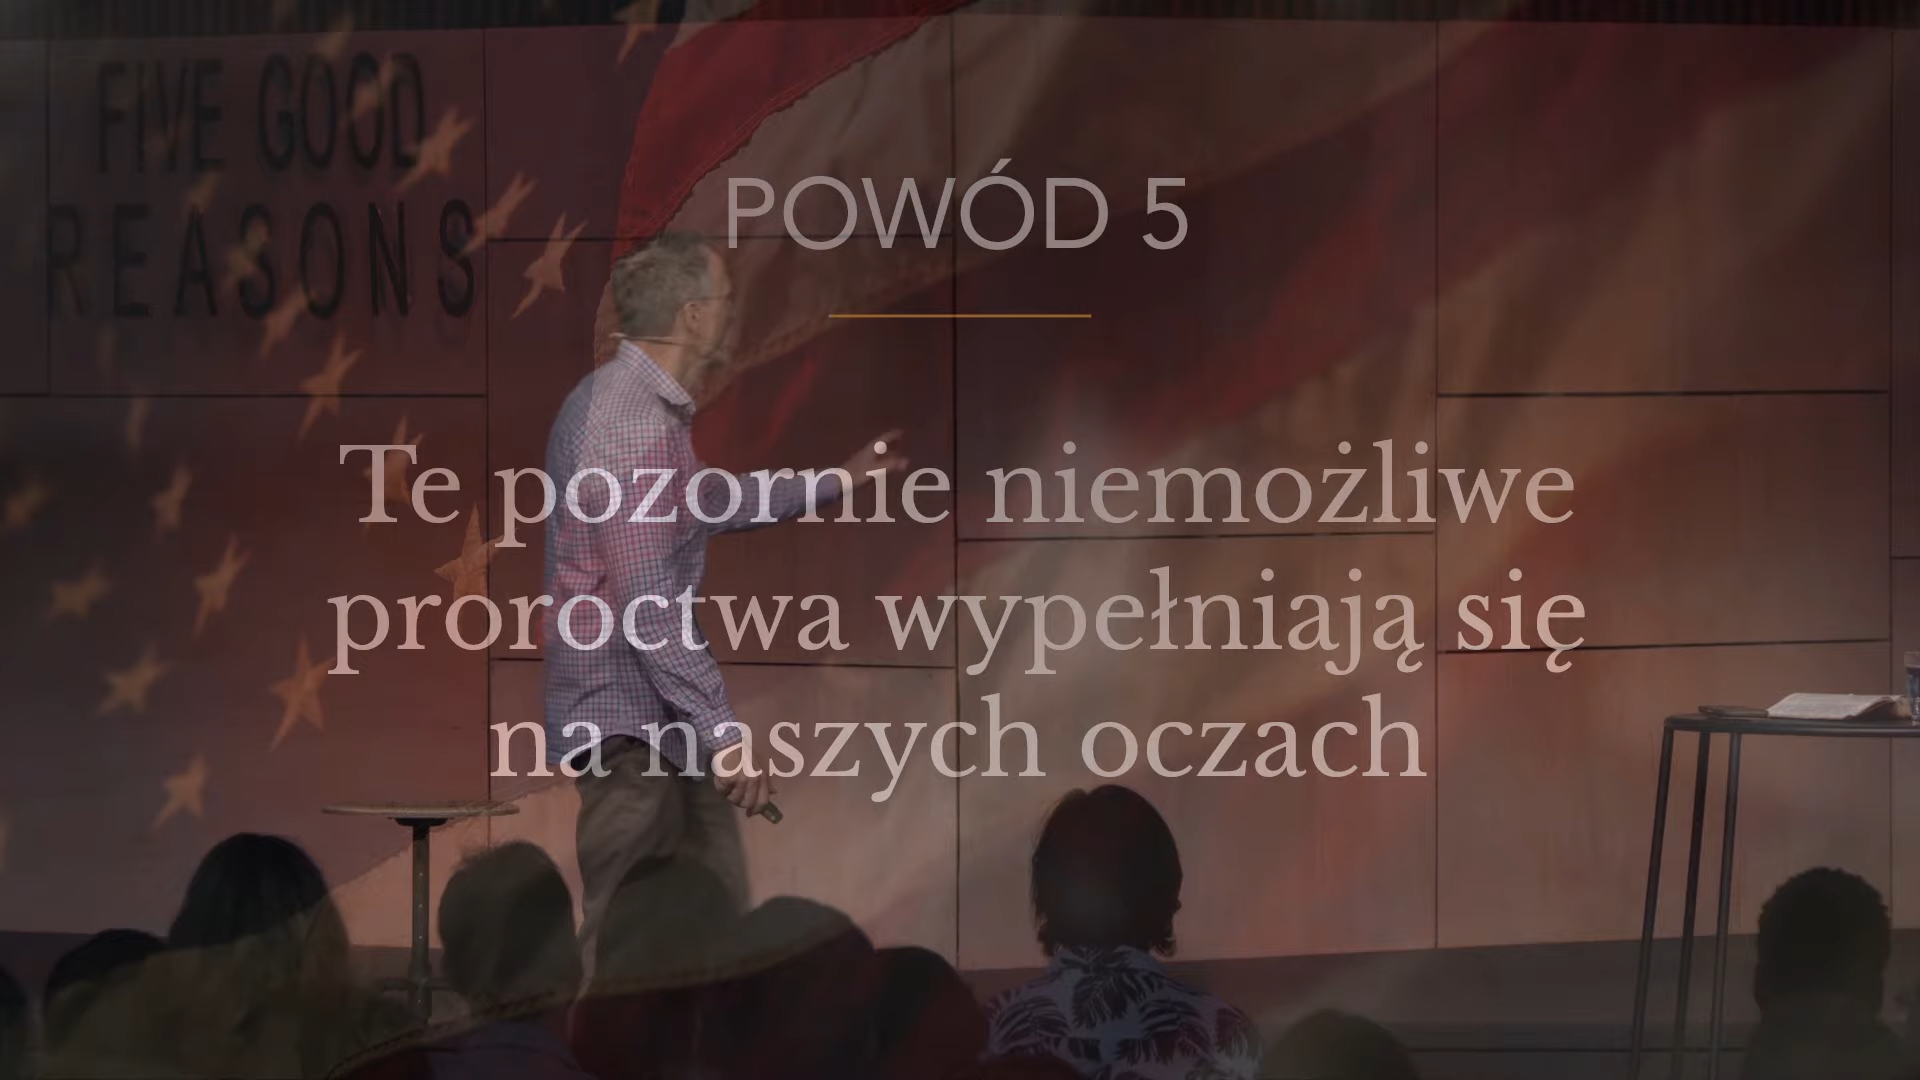 FIVE GOOD
REASONS
POWÓD 5
Te pozornie niemożliwe
proroctwa wypełniają się
na naszych oczach